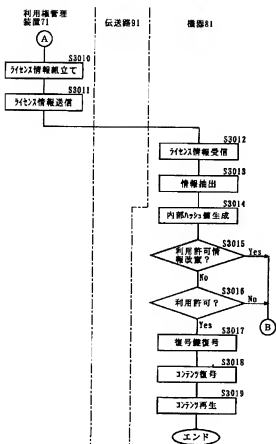 利用権管理
装置71
伝送路91
機器81
A
S3010
ライセンス情報組立て
S3011
ライセンス情報送信
S3012
ライセンス情報受信
S3013
情報抽出
S3014
内部ハッシュ値生成
S3015
利用許可情
報改竄?
Yes
No
S3016
利用許可?
No
B
Yes
S3017
復号鍵復号
S3018
コンテンツ復号
S3019
コンテンツ再生
エンド